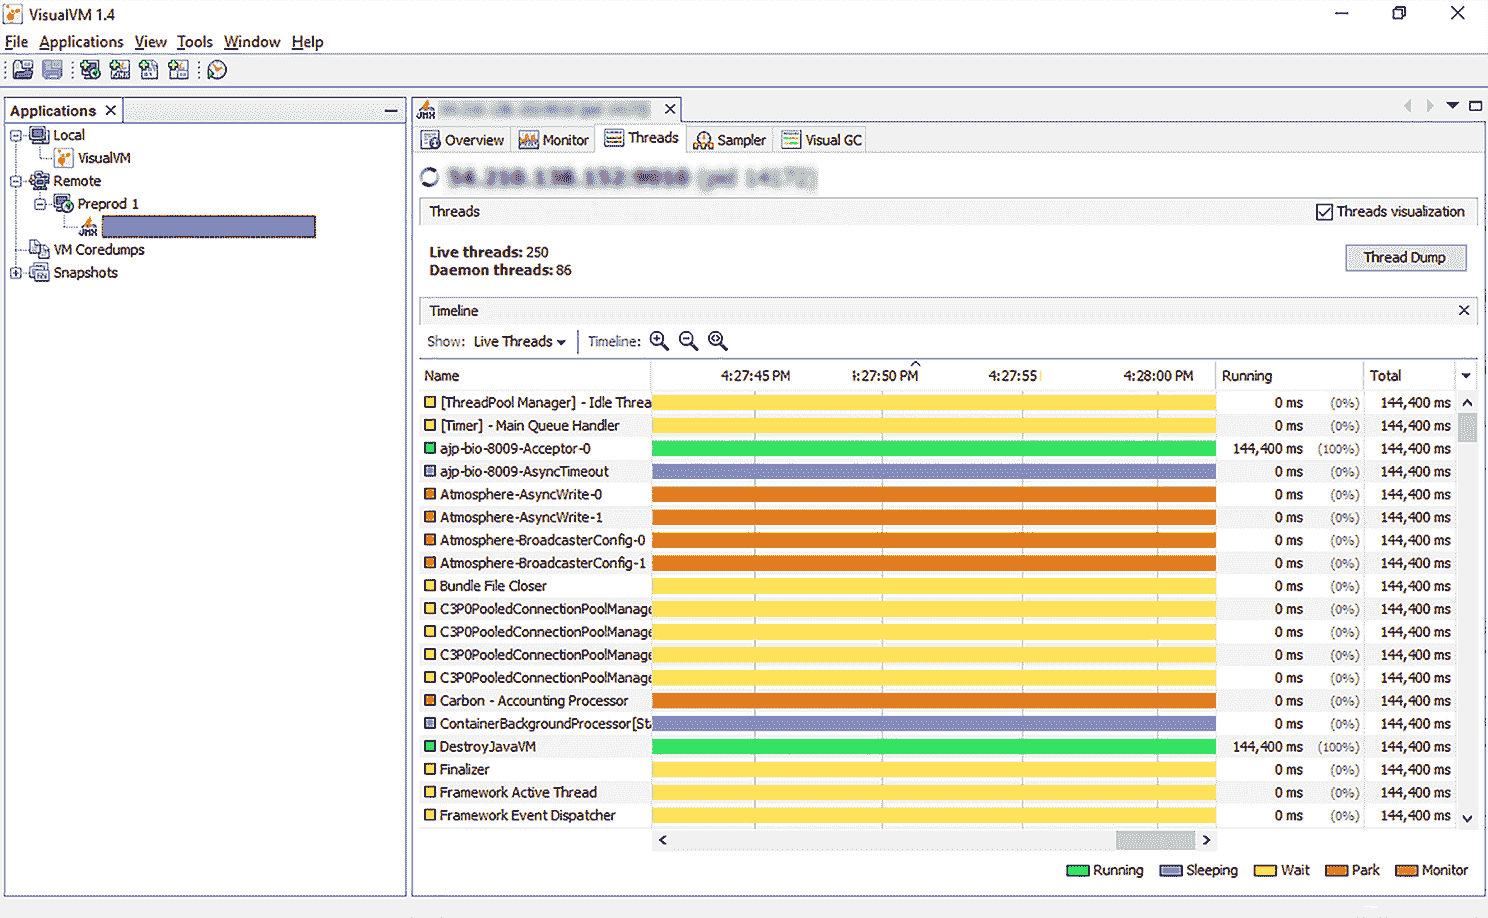 VisualVM 1.4
File Applications View Tools Window Help
Applications
Local
VisualVM
Remote
Preprod 1
JMX
VM Coredumps
Snapshots
JMX
Overview Monitor Threads Sampler Visual GC
Threads Threads visualization
Live threads: 250
Daemon threads: 86
Thread Dump
Timeline
Show: Live Threads Timeline:
Name 4:27:45 PM 4:27:50 PM 4:27:55 4:28:00 PM Running Total
[ThreadPool Manager] - Idle Threa 0 ms (0%) 144,400 ms
[Timer] - Main Queue Handler 0 ms (0%) 144,400 ms
ajp-bio-8009-Acceptor-0 144,400 ms (100%) 144,400 ms
ajp-bio-8009-AsyncTimeout 0 ms (0%) 144,400 ms
Atmosphere-AsyncWrite-0 0 ms (0%) 144,400 ms
Atmosphere-AsyncWrite-1 0 ms (0%) 144,400 ms
Atmosphere-BroadcasterConfig-0 0 ms (0%) 144,400 ms
Atmosphere-BroadcasterConfig-1 0 ms (0%) 144,400 ms
Bundle File Closer 0 ms (0%) 144,400 ms
C3P0PooledConnectionPoolManage 0 ms (0%) 144,400 ms
C3P0PooledConnectionPoolManage 0 ms (0%) 144,400 ms
C3P0PooledConnectionPoolManage 0 ms (0%) 144,400 ms
C3P0PooledConnectionPoolManage 0 ms (0%) 144,400 ms
Carbon - Accounting Processor 0 ms (0%) 144,400 ms
ContainerBackgroundProcessor[St 0 ms (0%) 144,400 ms
DestroyJavaVM 144,400 ms (100%) 144,400 ms
Finalizer 0 ms (0%) 144,400 ms
Framework Active Thread 0 ms (0%) 144,400 ms
Framework Event Dispatcher 0 ms (0%) 144,400 ms
Running Sleeping Wait Park Monitor